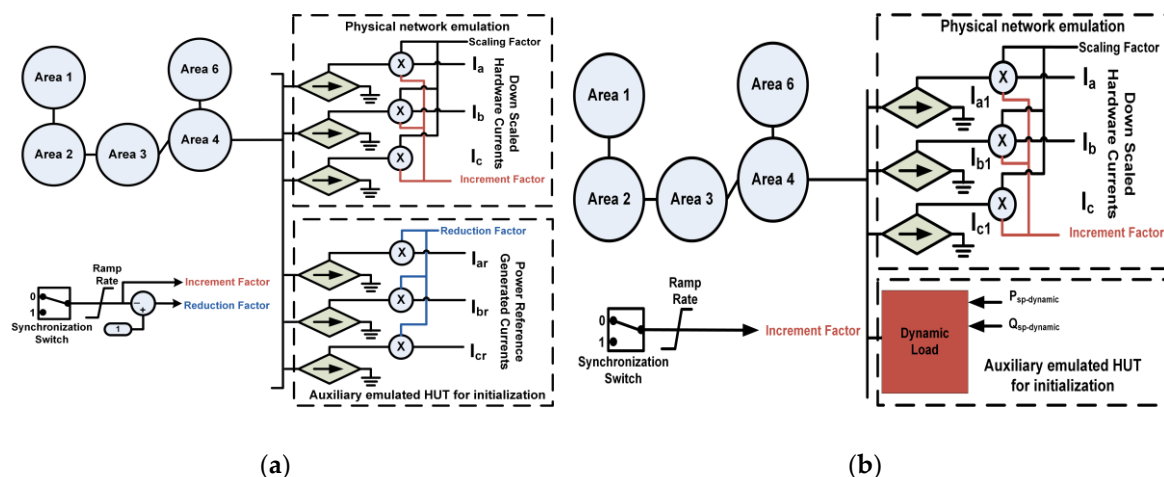 Physical network emulation
Scaling Factor
Area 1
Area 6
X
Ia
Down Scaled
Hardware Currents
X
Ib
Area 2
Area 3
Area 4
X
Ic
Increment Factor
Reduction Factor
X
Iar
Power Reference
Generated Currents
Ramp
Rate
Increment Factor
X
Ibr
0
1
Synchronization
Switch
−
+
1
Reduction Factor
X
Icr
Auxiliary emulated HUT for initialization
(a)
Physical network emulation
Scaling Factor
Area 1
Area 6
X
Ia
Ia1
Down Scaled
Hardware Currents
X
Ib
Ib1
Area 2
Area 3
Area 4
X
Ic
Ic1
Increment Factor
Ramp
Rate
0
1
Increment Factor
Synchronization
Switch
Dynamic
Load
Psp-dynamic
Qsp-dynamic
Auxiliary emulated HUT
for initialization
(b)